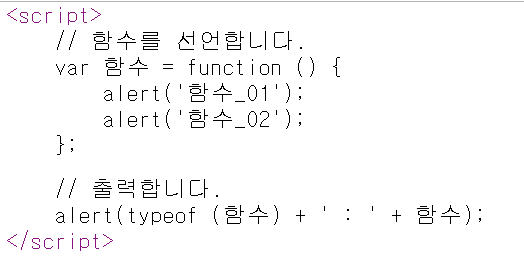 <script>
    // 함수를 선언합니다.
    var 함수 = function () {
        alert('함수_01');
        alert('함수_02');
    };

    // 출력합니다.
    alert(typeof (함수) + ' : ' + 함수);
</script>